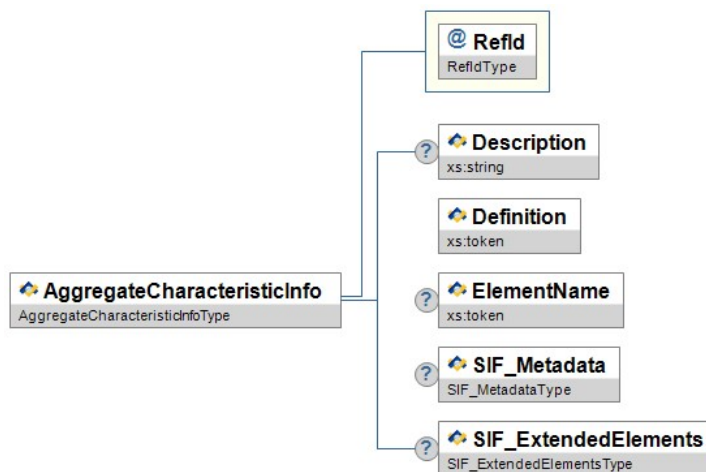 @ RefId
RefIdType
? Description
xs:string
Definition
xs:token
AggregateCharacteristicInfo
AggregateCharacteristicInfoType
? ElementName
xs:token
? SIF_Metadata
SIF_MetadataType
? SIF_ExtendedElements
SIF_ExtendedElementsType